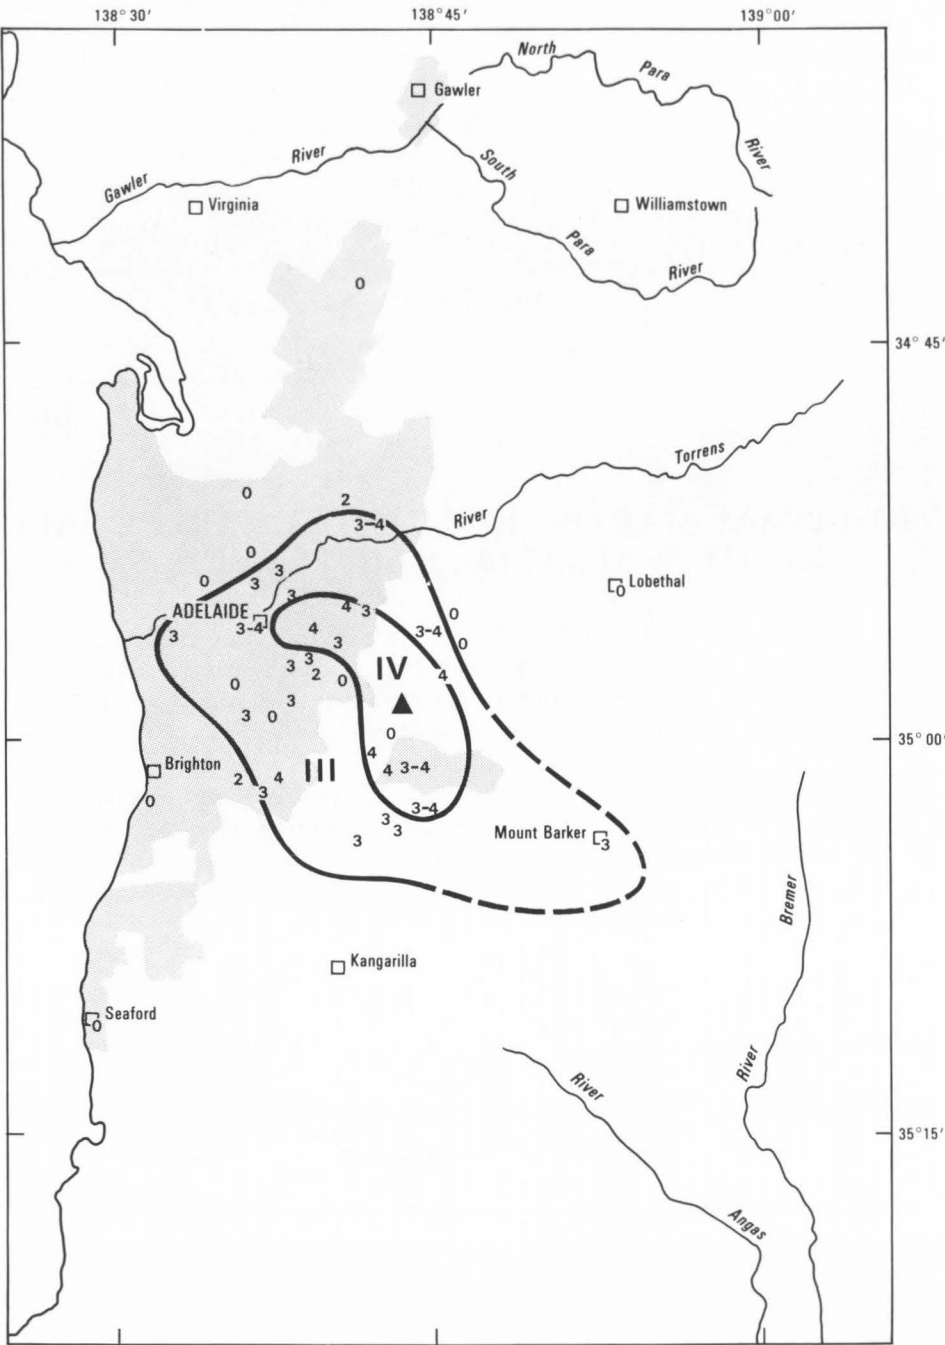 138°30′ 138°45′ 139°00′
North
Para
River
Gawler
River
Gawler
South
Virginia
Williamstown
Para
River
0
34°45′
Torrens
0
2
3-4
River
0
3
3
0
3
Lobethal
0
4
3
0
ADELAIDE
3
3-4
4
3-4
3
0
3
3
2
IV
4
0
0
3
3
0
0
35°00′
4
Brighton
III
4
3-4
2
4
3
0
3-4
3
3
3
Mount Barker
3
Bremer
Kangarilla
Seaford
0
River
River
35°15′
Angas